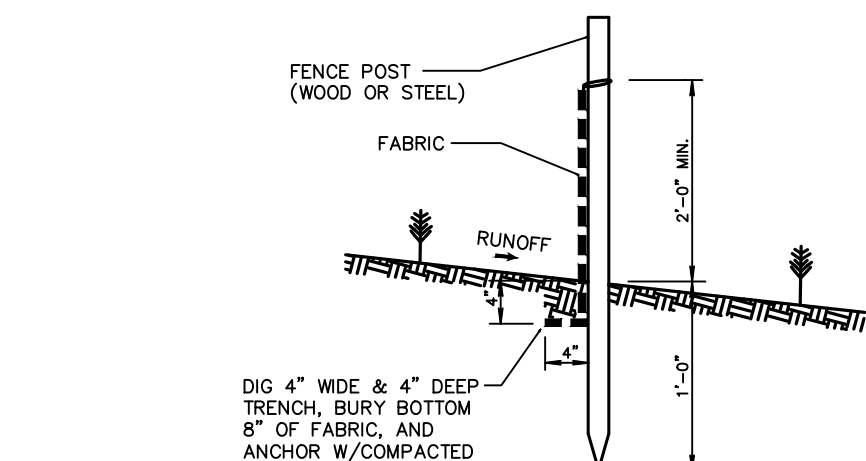 FENCE POST
(WOOD OR STEEL)
FABRIC
2'-0" MIN.
RUNOFF
4"
4"
1'-0"
DIG 4" WIDE & 4" DEEP
TRENCH, BURY BOTTOM
8" OF FABRIC, AND
ANCHOR W/COMPACTED